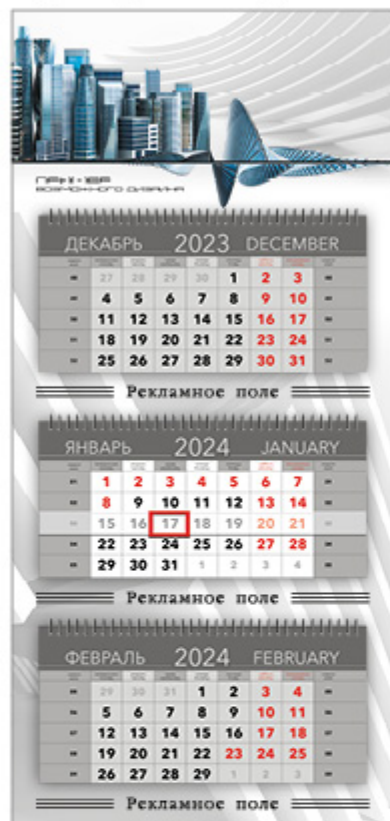 ВОЗМОЖНОГО ДИЗАЙНА
ДЕКАБРЬ 2023 DECEMBER
27 28 29 30 1 2 3
4 5 6 7 8 9 10
11 12 13 14 15 16 17
18 19 20 21 22 23 24
25 26 27 28 29 30 31
Рекламное поле
ЯНВАРЬ 2024 JANUARY
1 2 3 4 5 6 7
8 9 10 11 12 13 14
15 16 17 18 19 20 21
22 23 24 25 26 27 28
29 30 31 1 2 3 4
Рекламное поле
ФЕВРАЛЬ 2024 FEBRUARY
29 30 31 1 2 3 4
5 6 7 8 9 10 11
12 13 14 15 16 17 18
19 20 21 22 23 24 25
26 27 28 29 1 2 3
Рекламное поле